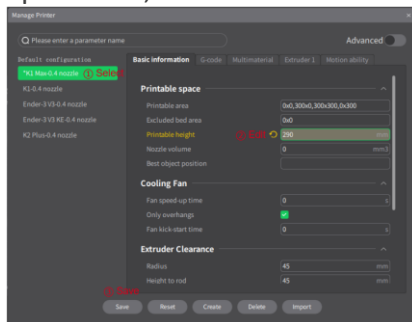 Manage Printer
Please enter a parameter name
Advanced
Default configuration
Basic information G-code Multimaterial Extruder 1 Motion ability
*K1 Max-0.4 nozzle ① Select
K1-0.4 nozzle
Ender-3 V3-0.4 nozzle
Ender-3 V3 KE-0.4 nozzle
K2 Plus-0.4 nozzle
Printable space
Printable area 0x0,300x0,300x300,0x300
Excluded bed area 0x0
Printable height 290 mm
Nozzle volume 0 mm3
Best object position
Cooling Fan
Fan speed-up time 0 s
Only overhangs
Fan kick-start time 0 s
Extruder Clearance
Radius 45 mm
Height to rod 45 mm
Save Reset Create Delete Import